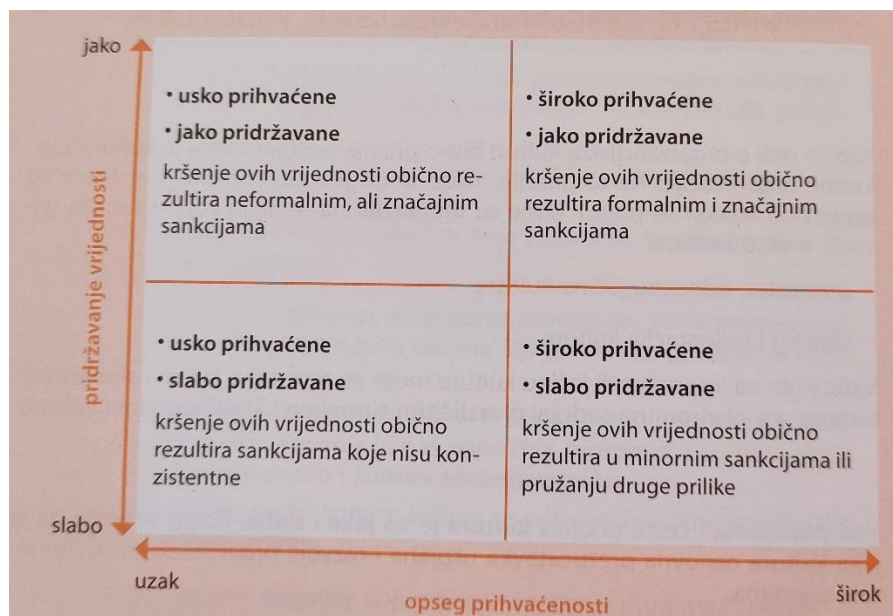 jako
• usko prihvaćene
• jako pridržavane
kršenje ovih vrijednosti obično re-
zultira neformalnim, ali značajnim
sankcijama
• široko prihvaćene
• jako pridržavane
kršenje ovih vrijednosti obično
rezultira formalnim i značajnim
sankcijama
pridržavanje vrijednosti
• usko prihvaćene
• slabo pridržavane
kršenje ovih vrijednosti obično
rezultira sankcijama koje nisu kon-
zistentne
• široko prihvaćene
• slabo pridržavane
kršenje ovih vrijednosti obično
rezultira u minornim sankcijama ili
pružanju druge prilike
slabo
uzak
opseg prihvaćenosti
širok